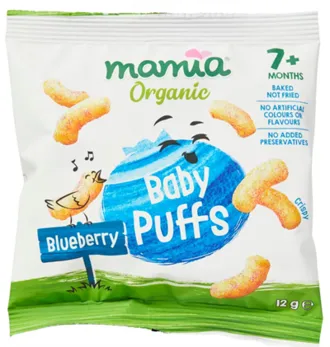 mamia
Organic
7+
MONTHS
BAKED
NOT FRIED
NO ARTIFICIAL
COLOURS OR
FLAVOURS
NO ADDED
PRESERVATIVES
Baby
Puffs
Blueberry
Crispy
12 g e